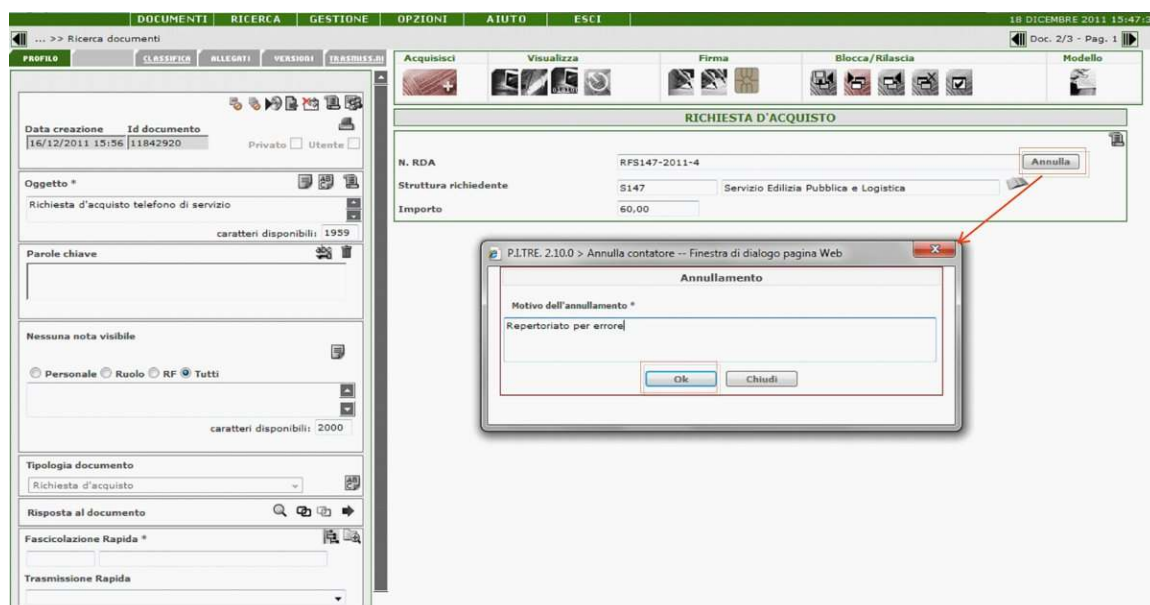 DOCUMENTI RICERCA GESTIONE OPZIONI AIUTO ESCI
18 DICEMBRE 2011 15:47:3
... >> Ricerca documenti
Doc. 2/3 - Pag. 1
PROFILO CLASSIFICA ALLEGATI VERSIONI TRASMISS.NI
Acquisisci Visualizza Firma Blocca/Rilascia Modello
Data creazione Id documento
16/12/2011 15:56 11842920 Privato Utente
Oggetto *
Richiesta d'acquisto telefono di servizio
caratteri disponibili: 1959
Parole chiave
Nessuna nota visibile
Personale Ruolo RF Tutti
caratteri disponibili: 2000
Tipologia documento
Richiesta d'acquisto
Risposta al documento
Fascicolazione Rapida *
Trasmissione Rapida
RICHIESTA D'ACQUISTO
N. RDA RFS147-2011-4 Annulla
Struttura richiedente S147 Servizio Edilizia Pubblica e Logistica
Importo 60,00
P.I.TRE. 2.10.0 > Annulla contatore -- Finestra di dialogo pagina Web
Annullamento
Motivo dell'annullamento *
Repertoriato per errore
Ok Chiudi